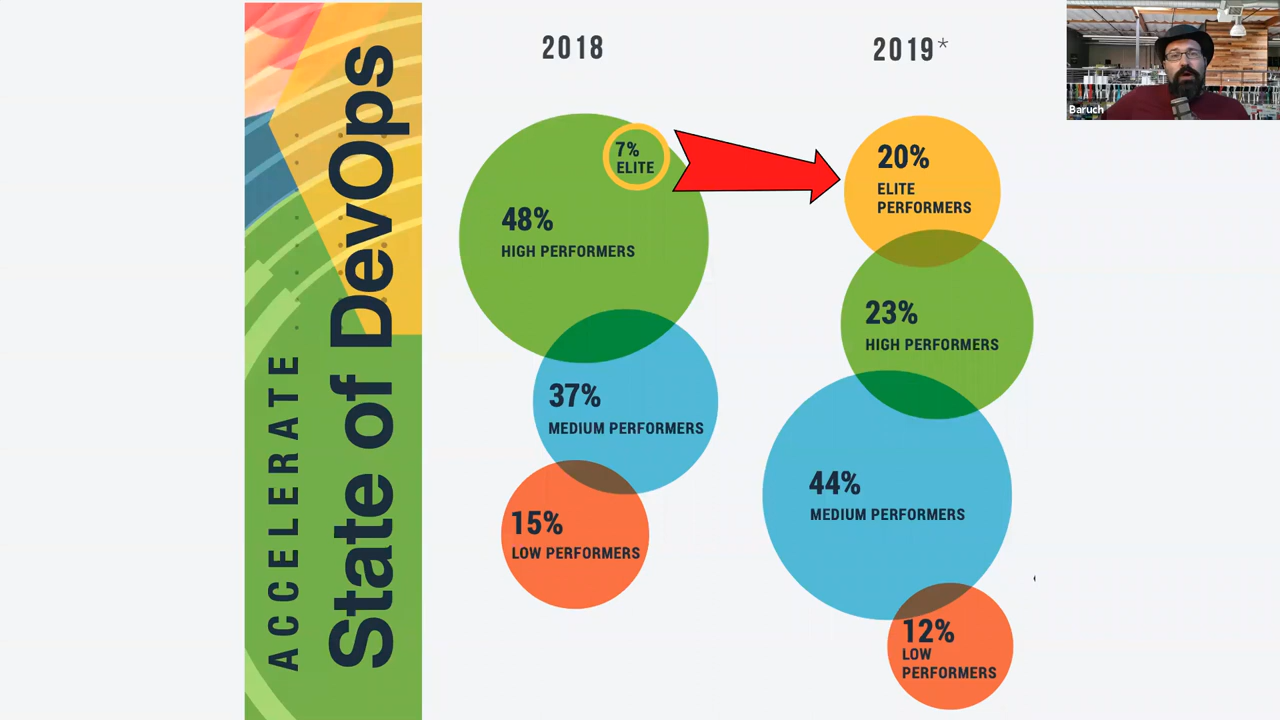 ACCELERATE
State of DevOps
2018
7%
ELITE
48%
HIGH PERFORMERS
37%
MEDIUM PERFORMERS
15%
LOW PERFORMERS
2019*
20%
ELITE
PERFORMERS
23%
HIGH PERFORMERS
44%
MEDIUM PERFORMERS
12%
LOW
PERFORMERS
Baruch